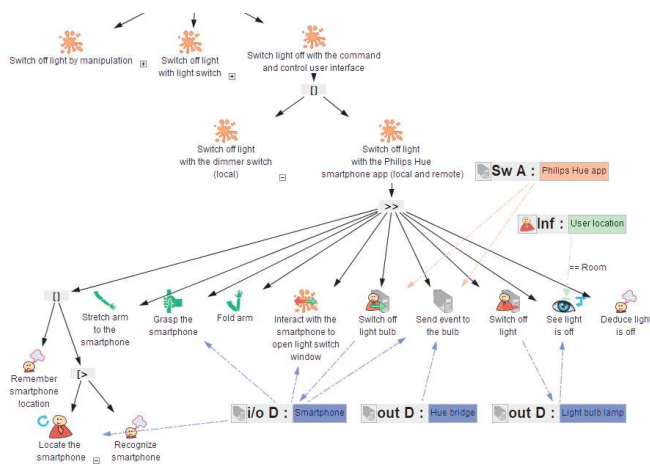 Switch off light by manipulation
Switch off light
with light switch
Switch light off with the command
and control user interface
[]
Switch off light
with the dimmer switch
(local)
Switch off light
with the Philips Hue
smartphone app (local and remote)
Sw A : Philips Hue app
>>
Inf : User location
== Room
[]
Stretch arm
to the
smartphone
Grasp the
smartphone
Fold arm
Interact with the
smartphone to
open light switch
window
Switch off
light bulb
Send event to
the bulb
Switch off
light
See light
is off
Deduce light
is off
Remember
smartphone
location
[>
Locate the
smartphone
Recognize
smartphone
i/o D : Smartphone
out D : Hue bridge
out D : Light bulb lamp